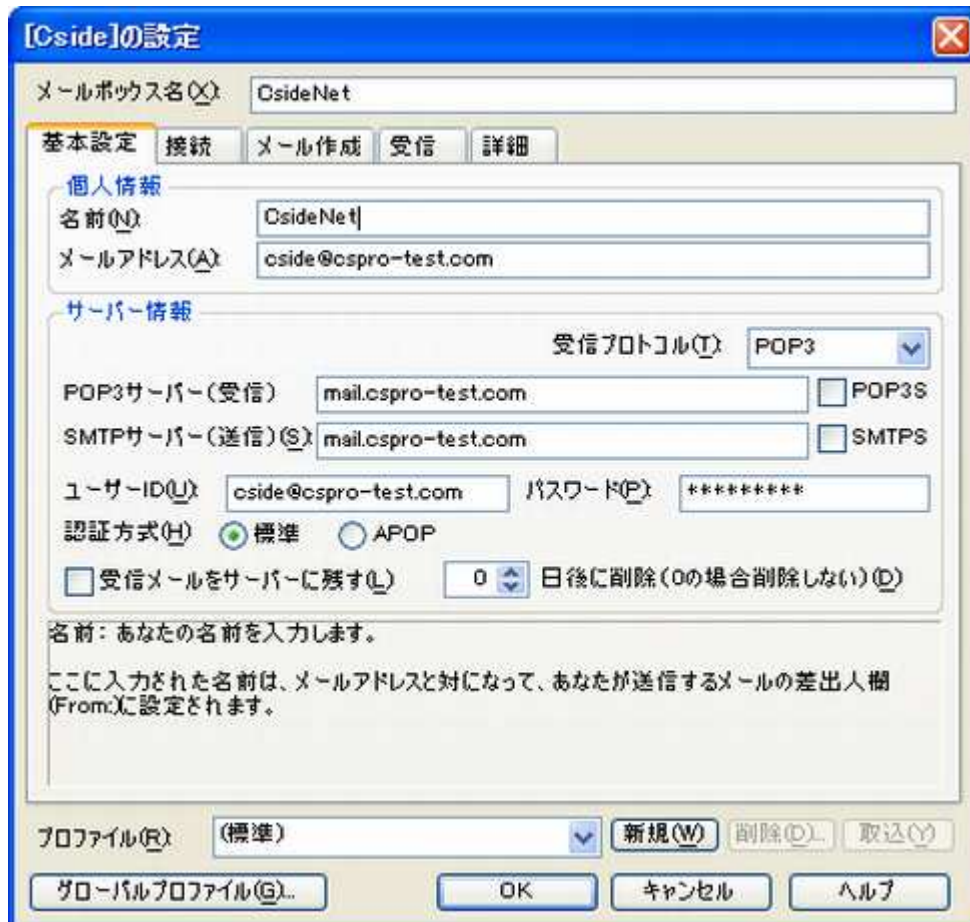 [Cside]の設定
メールボックス名(X): CsideNet
基本設定 接続 メール作成 受信 詳細
個人情報
名前(N): CsideNet
メールアドレス(A): cside@cspro-test.com
サーバー情報
受信プロトコル(T): POP3
POP3サーバー(受信) mail.cspro-test.com POP3S
SMTPサーバー(送信)(S): mail.cspro-test.com SMTPS
ユーザーID(U): cside@cspro-test.com パスワード(P): *********
認証方式(H) 標準 APOP
受信メールをサーバーに残す(L) 0 日後に削除(0の場合削除しない)(D)
名前: あなたの名前を入力します。
ここに入力された名前は、メールアドレスと対になって、あなたが送信するメールの差出人欄
(From:)に設定されます。
プロファイル(R): (標準) 新規(W) 削除(D)... 取込(Y)
グローバルプロファイル(G)... OK キャンセル ヘルプ